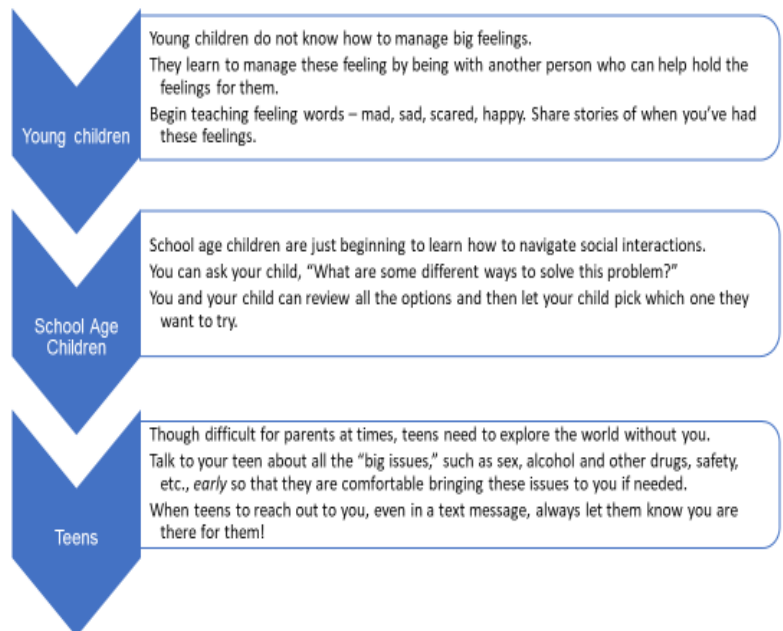 Young children
Young children do not know how to manage big feelings.
They learn to manage these feeling by being with another person who can help hold the
feelings for them.
Begin teaching feeling words – mad, sad, scared, happy. Share stories of when you’ve had
these feelings.
School Age
Children
School age children are just beginning to learn how to navigate social interactions.
You can ask your child, “What are some different ways to solve this problem?”
You and your child can review all the options and then let your child pick which one they
want to try.
Teens
Though difficult for parents at times, teens need to explore the world without you.
Talk to your teen about all the “big issues,” such as sex, alcohol and other drugs, safety,
etc., early so that they are comfortable bringing these issues to you if needed.
When teens to reach out to you, even in a text message, always let them know you are
there for them!